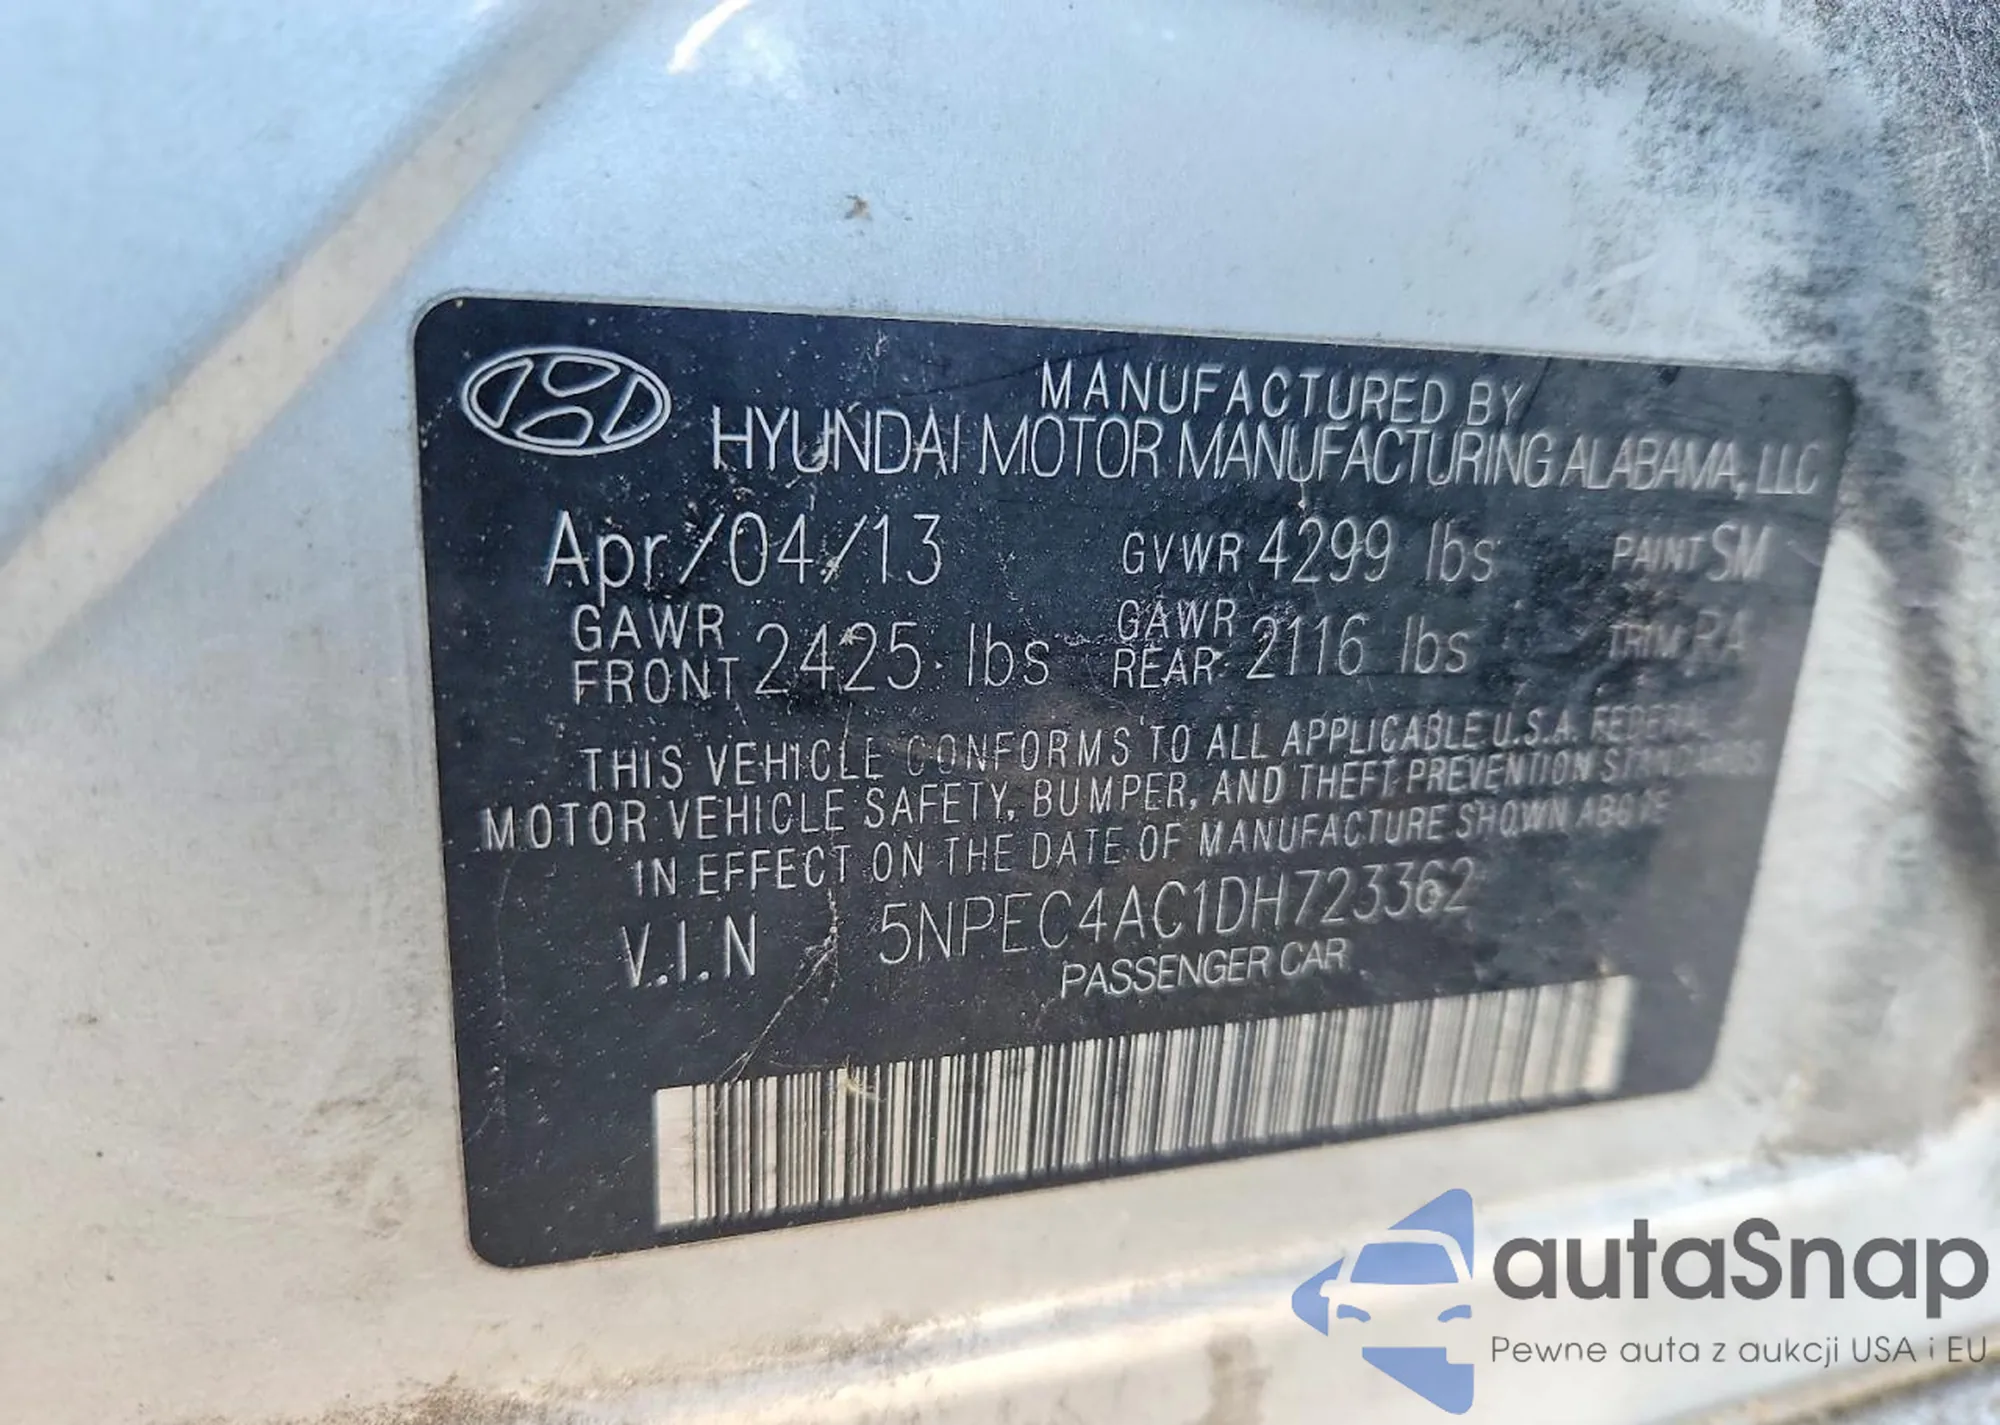 MANUFACTURED BY
HYUNDAI MOTOR MANUFACTURING ALABAMA, LLC
Apr/04/13 GVWR 4299 lbs PAINT SM
GAWR FRONT 2425 lbs GAWR REAR 2116 lbs TRIM RA
THIS VEHICLE CONFORMS TO ALL APPLICABLE U.S.A. FEDERAL
MOTOR VEHICLE SAFETY, BUMPER, AND THEFT PREVENTION STANDARDS
IN EFFECT ON THE DATE OF MANUFACTURE SHOWN ABOVE
V.I.N 5NPEC4AC1DH723362
PASSENGER CAR
autaSnap
Pewne auta z aukcji USA i EU